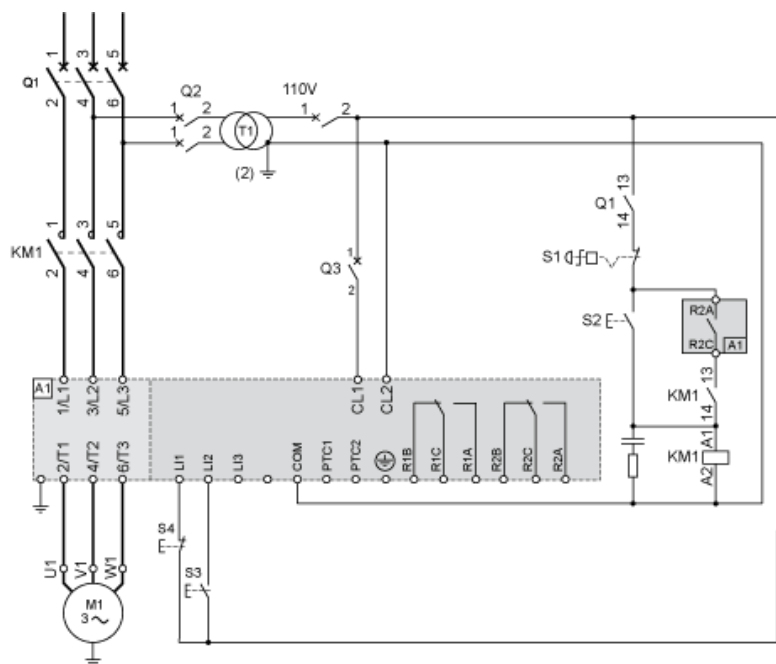 1 3 5
Q1
2 4 6
Q2
1 2
1 2
T1
(2)
110V
1 2
1 3 5
KM1
2 4 6
Q3
1
2
13
Q1
14
S1
S2
R2A
R2C
A1
13
KM1
14
A1
KM1
A2
A1
1/L1 3/L2 5/L3
CL1 CL2
2/T1 4/T2 6/T3
LI1 LI2 LI3 COM PTC1 PTC2 R1B R1C R1A R2B R2C R2A
S4
S3
U1 V1 W1
M1
3